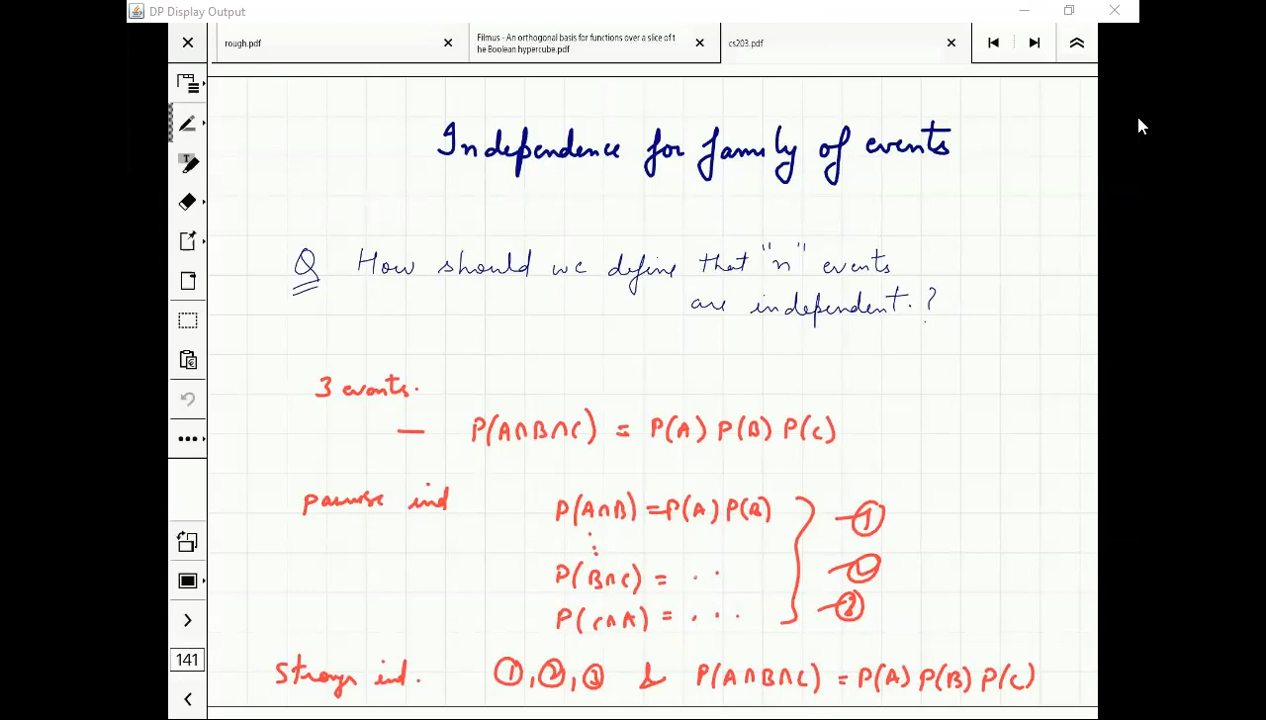 DP Display Output
rough.pdf
Filmus - An orthogonal basis for functions over a slice of t
he Boolean hypercube.pdf
cs203.pdf
Independence for family of events
Q How should we define that "n" events
are independent.?
3 events.
— P(A∩B∩C) = P(A) P(B) P(C)
pairwise ind P(A∩B) = P(A) P(B) ①
P(B∩C) = . .
P(C∩A) = . . . ③
141
Strong ind. ①, ②, ③ & P(A∩B∩C) = P(A) P(B) P(C)